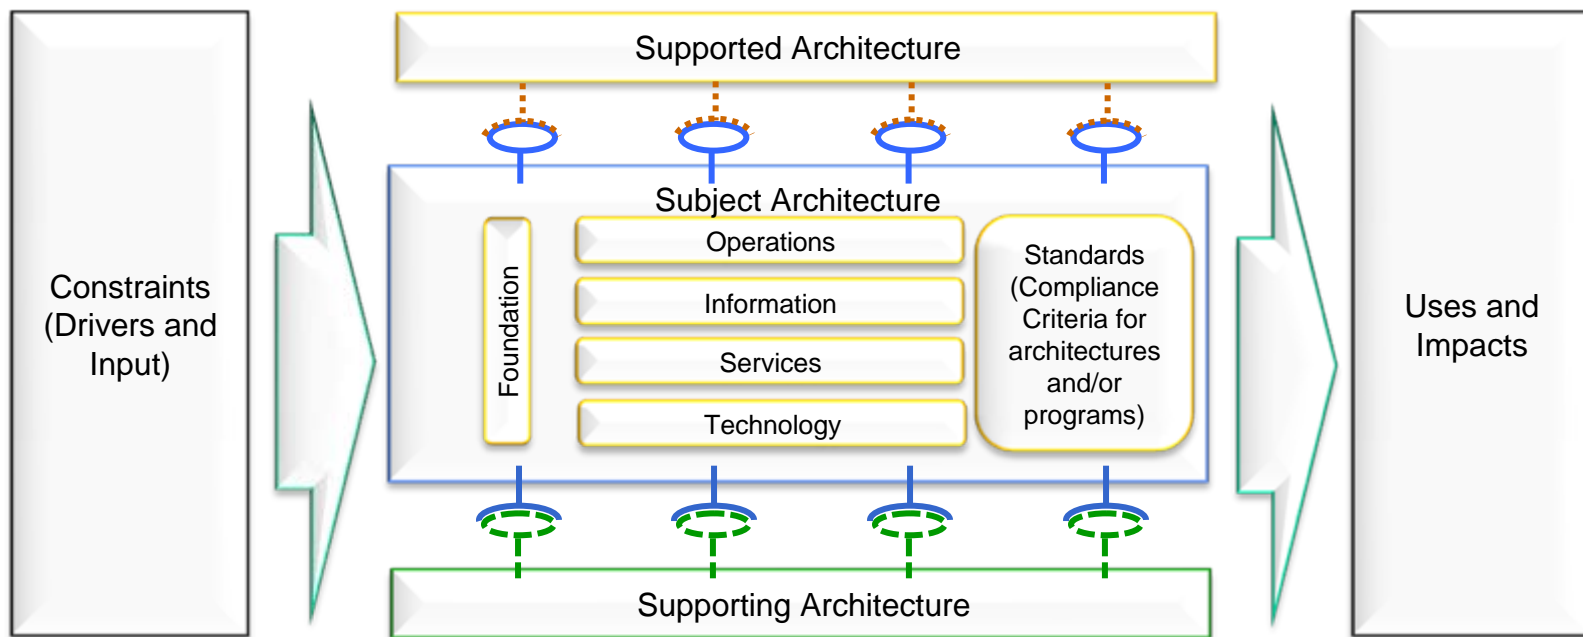 Supported Architecture
Constraints
(Drivers and
Input)
Subject Architecture
Foundation
Operations
Information
Services
Technology
Standards
(Compliance
Criteria for
architectures
and/or
programs)
Uses and
Impacts
Supporting Architecture